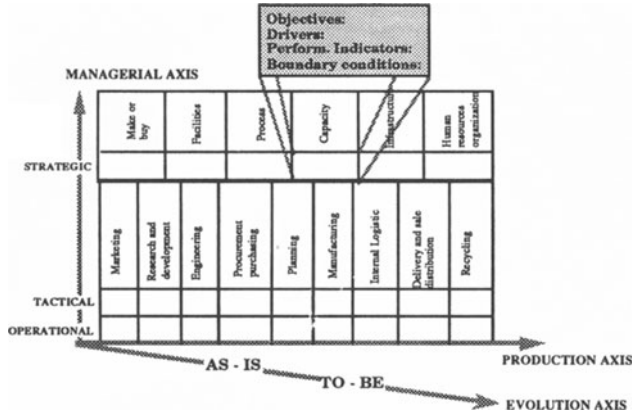 Objectives:
Drivers:
Perform. Indicators:
Boundary conditions:
MANAGERIAL AXIS
Make or
buy
Facilities
Process
Capacity
Infrastructure
Human
resources
organization
STRATEGIC
Marketing
Research and
development
Engineering
Procurement
purchasing
Planning
Manufacturing
Internal Logistic
Delivery and sale
distribution
Recycling
TACTICAL
OPERATIONAL
AS - IS
TO - BE
PRODUCTION AXIS
EVOLUTION AXIS